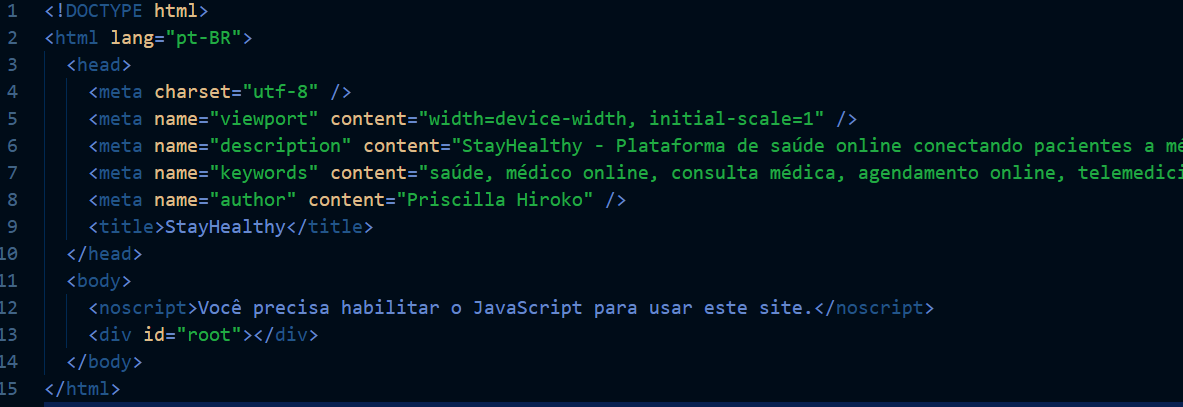 1 <!DOCTYPE html>
2 <html lang="pt-BR">
3 <head>
4 <meta charset="utf-8" />
5 <meta name="viewport" content="width=device-width, initial-scale=1" />
6 <meta name="description" content="StayHealthy - Plataforma de saúde online conectando pacientes a
7 <meta name="keywords" content="saúde, médico online, consulta médica, agendamento online,
8 <meta name="author" content="Priscilla Hiroko" />
9 <title>StayHealthy</title>
10 </head>
11 <body>
12 <noscript>Você precisa habilitar o JavaScript para usar este site.</noscript>
13 <div id="root"></div>
14 </body>
15 </html>